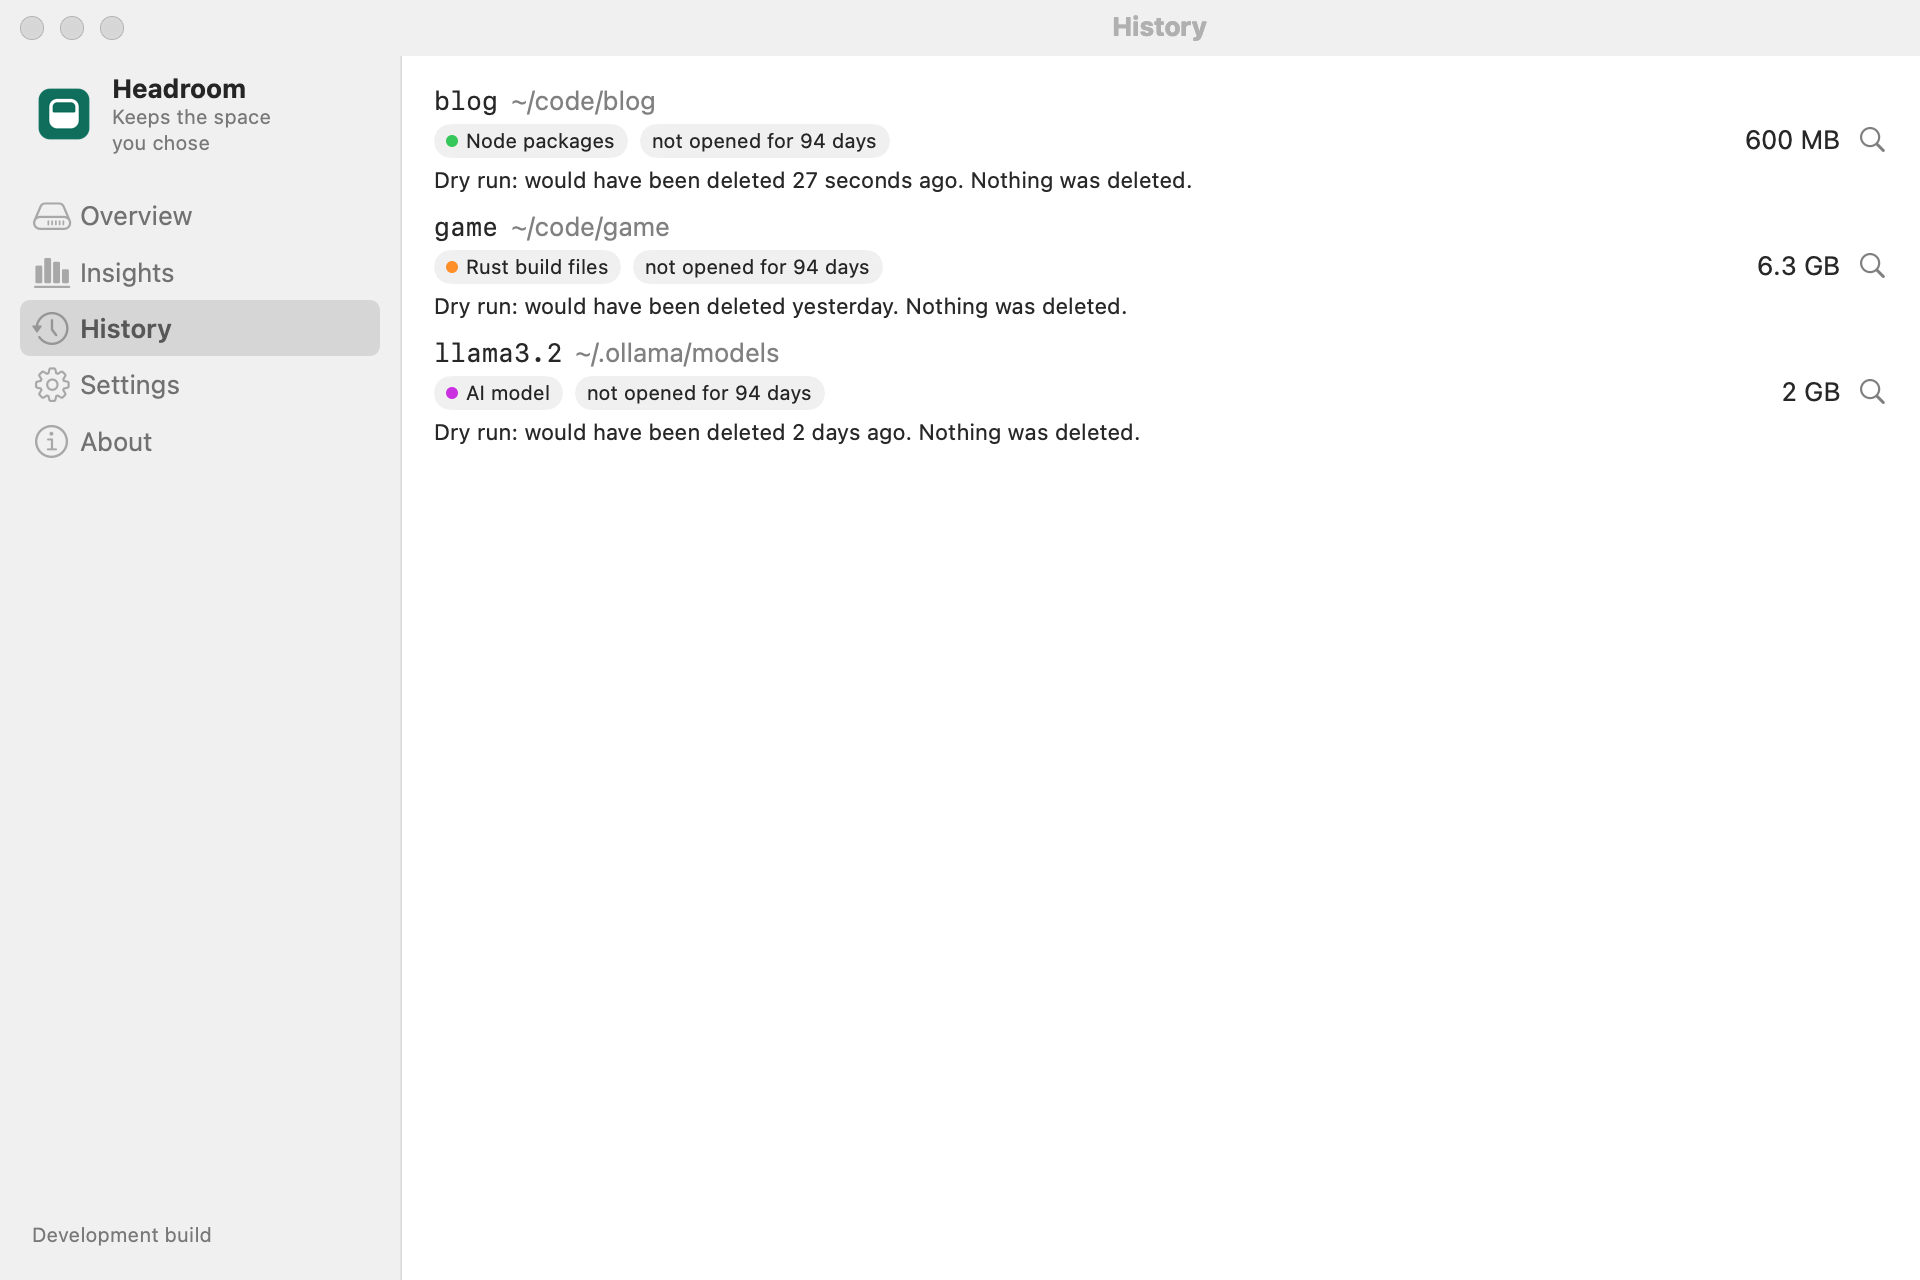 History
Headroom
Keeps the space
you chose
Overview
Insights
History
Settings
About
Development build
blog ~/code/blog
Node packages not opened for 94 days 600 MB
Dry run: would have been deleted 27 seconds ago. Nothing was deleted.
game ~/code/game
Rust build files not opened for 94 days 6.3 GB
Dry run: would have been deleted yesterday. Nothing was deleted.
llama3.2 ~/.ollama/models
AI model not opened for 94 days 2 GB
Dry run: would have been deleted 2 days ago. Nothing was deleted.